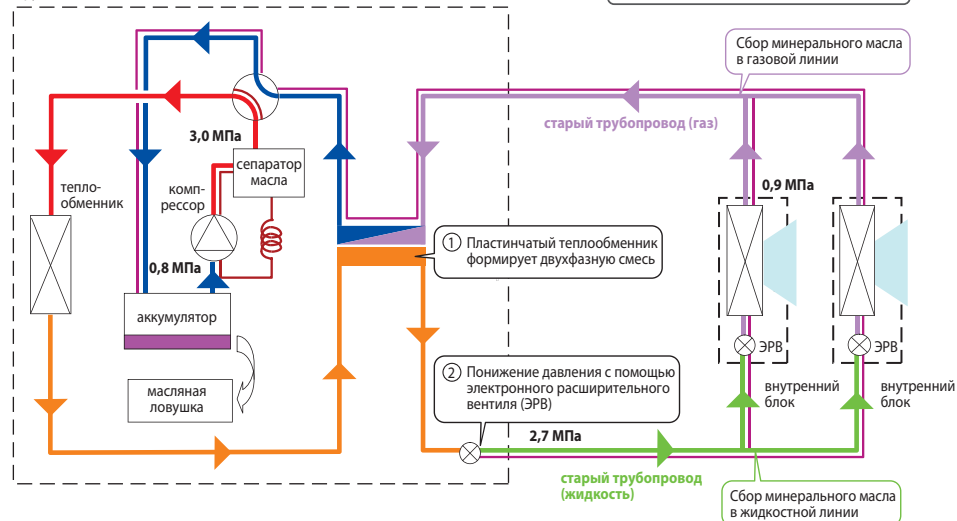 Сбор минерального масла
в газовой линии
старый трубопровод (газ)
3,0 МПа
сепаратор
масла
тепло-
обменник
комп-
рессор
0,9 МПа
1 Пластинчатый теплообменник
формирует двухфазную смесь
0,8 МПа
аккумулятор
ЭРВ
ЭРВ
2 Понижение давления с помощью
электронного расширительного
вентиля (ЭРВ)
масляная
ловушка
внутренний
блок
внутренний
блок
2,7 МПа
старый трубопровод
(жидкость)
Сбор минерального масла
в жидкостной линии